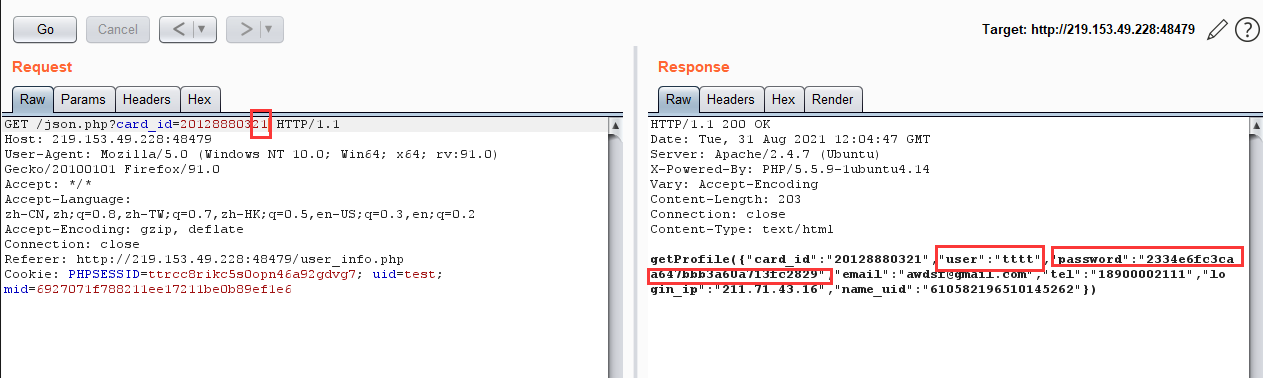 Go
Cancel
<
>
Target: http://219.153.49.228:48479
?
Request
Response
Raw Params Headers Hex
Raw Headers Hex Render
GET /json.php?card_id=20128880321 HTTP/1.1
Host: 219.153.49.228:48479
User-Agent: Mozilla/5.0 (Windows NT 10.0; Win64; x64; rv:91.0)
Gecko/20100101 Firefox/91.0
Accept: */*
Accept-Language:
zh-CN,zh;q=0.8,zh-TW;q=0.7,zh-HK;q=0.5,en-US;q=0.3,en;q=0.2
Accept-Encoding: gzip, deflate
Connection: close
Referer: http://219.153.49.228:48479/user_info.php
Cookie: PHPSESSID=ttrcc8rikc5s0opn46a92gdvg7; uid=test;
mid=6927071f788211ee17211be0b89ef1e6
HTTP/1.1 200 OK
Date: Tue, 31 Aug 2021 12:04:47 GMT
Server: Apache/2.4.7 (Ubuntu)
X-Powered-By: PHP/5.5.9-1ubuntu4.14
Vary: Accept-Encoding
Content-Length: 203
Connection: close
Content-Type: text/html
getProfile({"card_id":"20128880321","user":"tttt","password":"2334e6fc3ca
a647bbb3a60a713fc2829","email":"awdsf@gmail.com","tel":"18900002111","lo
gin_ip":"211.71.43.16","name_uid":"610582196510145262"})